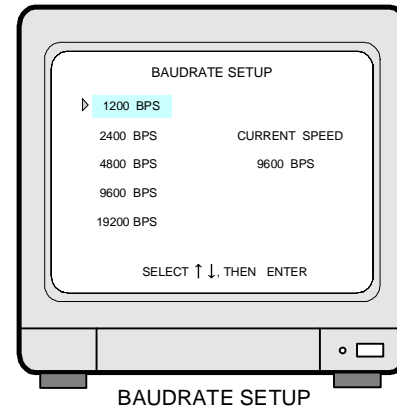 BAUDRATE SETUP
1200 BPS
2400 BPS CURRENT SPEED
4800 BPS 9600 BPS
9600 BPS
19200 BPS
SELECT ↑↓, THEN ENTER
BAUDRATE SETUP